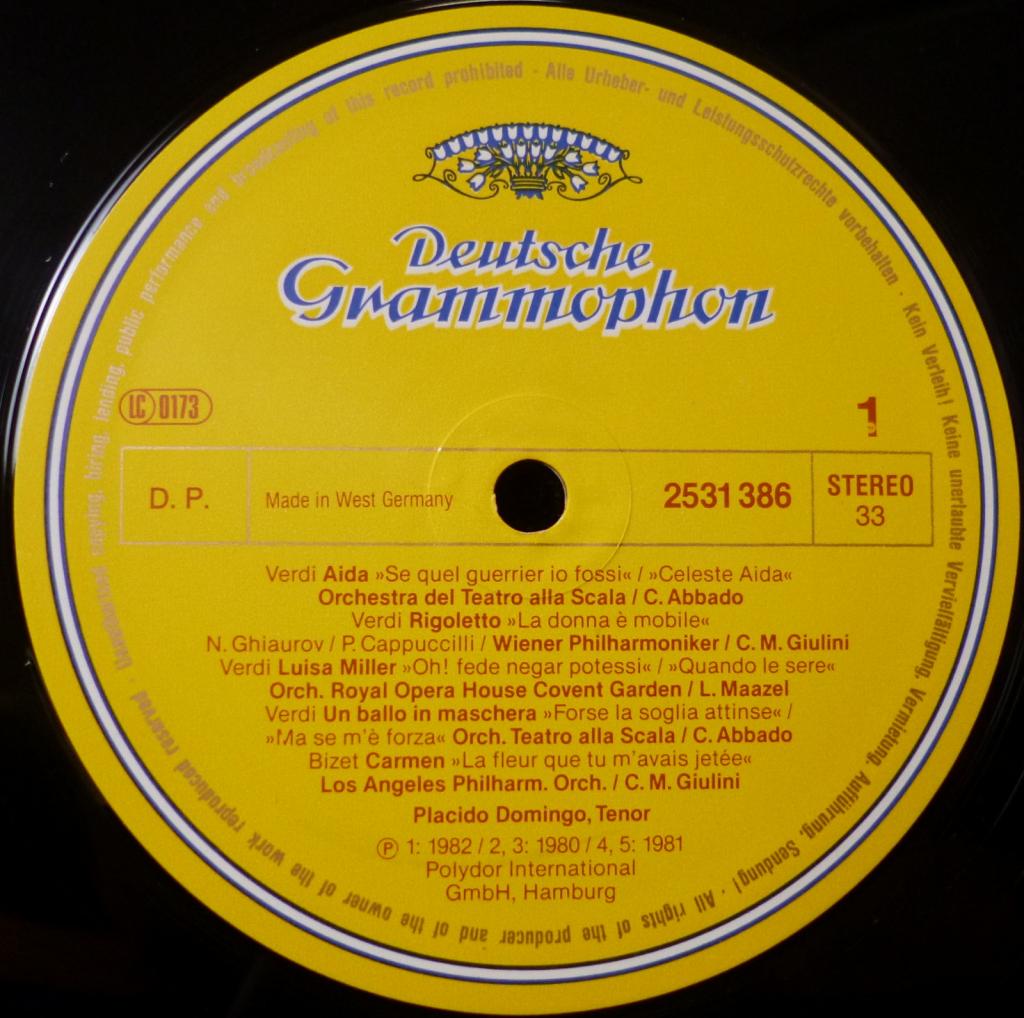 Deutsche
Grammophon
LC 0173
1
D. P.
Made in West Germany
2531 386
STEREO
33
Verdi Aida »Se quel guerrier io fossi« / »Celeste Aida«
Orchestra del Teatro alla Scala / C. Abbado
Verdi Rigoletto »La donna è mobile«
N. Ghiaurov / P. Cappuccilli / Wiener Philharmoniker / C. M. Giulini
Verdi Luisa Miller »Oh! fede negar potessi« / »Quando le sere«
Orch. Royal Opera House Covent Garden / L. Maazel
Verdi Un ballo in maschera »Forse la soglia attinse« /
»Ma se m'è forza« Orch. Teatro alla Scala / C. Abbado
Bizet Carmen »La fleur que tu m'avais jetée«
Los Angeles Philharm. Orch. / C. M. Giulini
Placido Domingo, Tenor
℗ 1: 1982 / 2, 3: 1980 / 4, 5: 1981
Polydor International
GmbH, Hamburg
Alle Urheber- und Leistungsschutzrechte vorbehalten · Kein Verleih! Keine unerlaubte Vervielfältigung, Vermietung, Aufführung, Sendung! · All rights of the producer and of the owner of the work reproduced reserved · Unauthorized copying, hiring, lending, public performance and broadcasting of this record prohibited ·